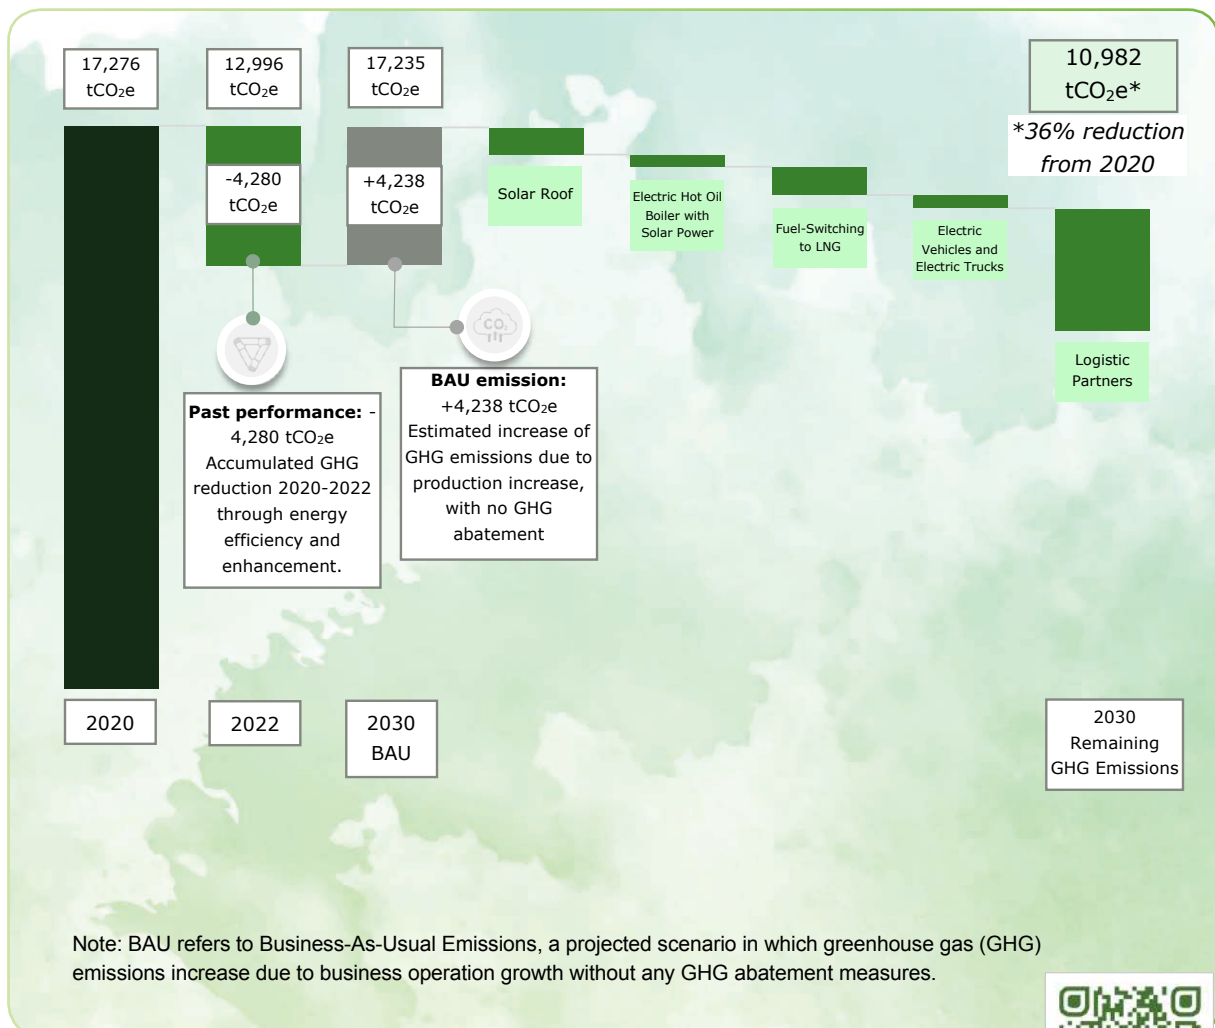 17,276
tCO₂e
12,996
tCO₂e
17,235
tCO₂e
10,982
tCO₂e*
*36% reduction
from 2020
-4,280
tCO₂e
+4,238
tCO₂e
Solar Roof
Electric Hot Oil
Boiler with
Solar Power
Fuel-Switching
to LNG
Electric
Vehicles and
Electric Trucks
Logistic
Partners
CO₂
Past performance: -
4,280 tCO₂e
Accumulated GHG
reduction 2020-2022
through energy
efficiency and
enhancement.
BAU emission:
+4,238 tCO₂e
Estimated increase of
GHG emissions due to
production increase,
with no GHG
abatement
2020
2022
2030
BAU
2030
Remaining
GHG Emissions
Note: BAU refers to Business-As-Usual Emissions, a projected scenario in which greenhouse gas (GHG)
emissions increase due to business operation growth without any GHG abatement measures.